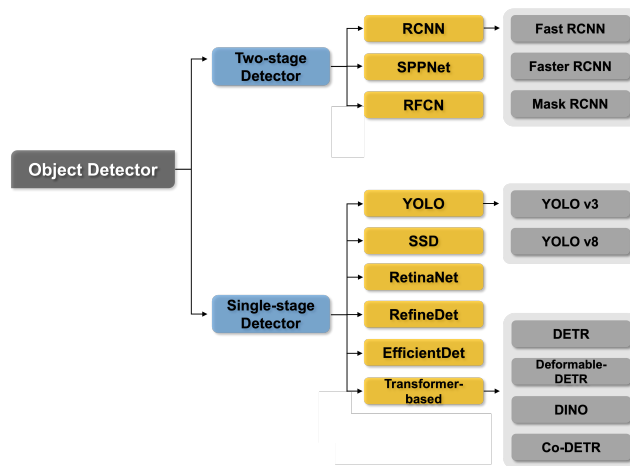 Object Detector
Two-stage
Detector
RCNN
SPPNet
RFCN
Fast RCNN
Faster RCNN
Mask RCNN
Single-stage
Detector
YOLO
SSD
RetinaNet
RefineDet
EfficientDet
Transformer-
based
YOLO v3
YOLO v8
DETR
Deformable-
DETR
DINO
Co-DETR